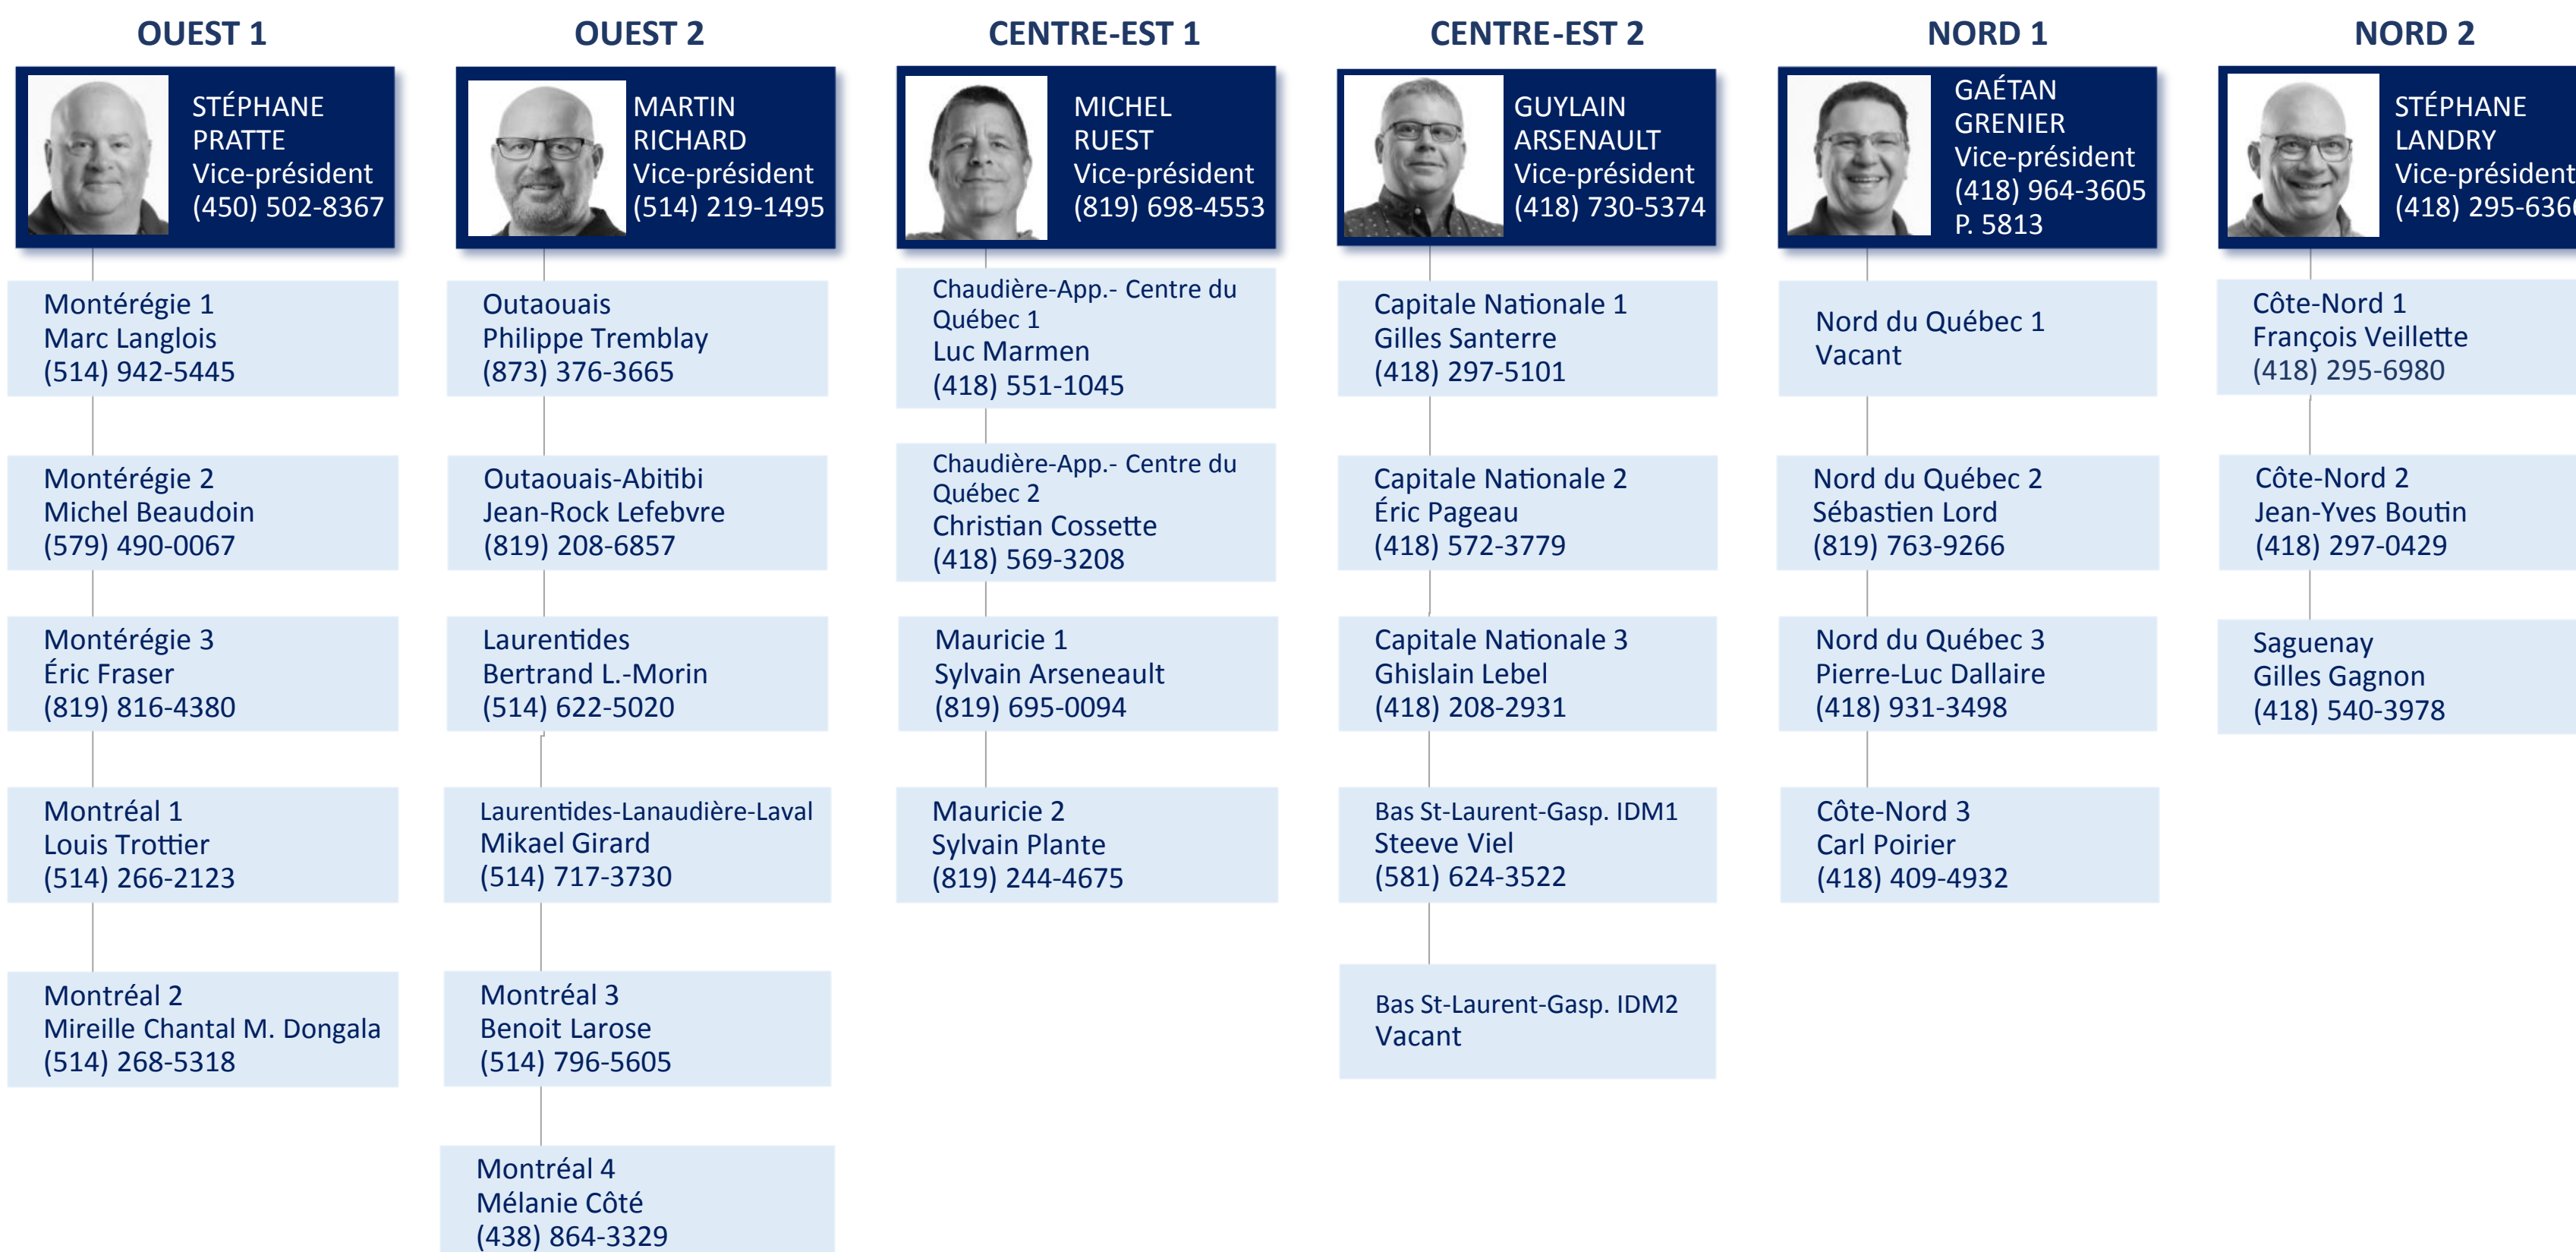 OUEST 1
STÉPHANE
PRATTE
Vice-président
(450) 502-8367
Montérégie 1
Marc Langlois
(514) 942-5445
Montérégie 2
Michel Beaudoin
(579) 490-0067
Montérégie 3
Éric Fraser
(819) 816-4380
Montréal 1
Louis Trottier
(514) 266-2123
Montréal 2
Mireille Chantal M. Dongala
(514) 268-5318
OUEST 2
MARTIN
RICHARD
Vice-président
(514) 219-1495
Outaouais
Philippe Tremblay
(873) 376-3665
Outaouais-Abitibi
Jean-Rock Lefebvre
(819) 208-6857
Laurentides
Bertrand L.-Morin
(514) 622-5020
Laurentides-Lanaudière-Laval
Mikael Girard
(514) 717-3730
Montréal 3
Benoit Larose
(514) 796-5605
Montréal 4
Mélanie Côté
(438) 864-3329
CENTRE-EST 1
MICHEL
RUEST
Vice-président
(819) 698-4553
Chaudière-App.- Centre du
Québec 1
Luc Marmen
(418) 551-1045
Chaudière-App.- Centre du
Québec 2
Christian Cossette
(418) 569-3208
Mauricie 1
Sylvain Arseneault
(819) 695-0094
Mauricie 2
Sylvain Plante
(819) 244-4675
CENTRE-EST 2
GUYLAIN
ARSENAULT
Vice-président
(418) 730-5374
Capitale Nationale 1
Gilles Santerre
(418) 297-5101
Capitale Nationale 2
Éric Pageau
(418) 572-3779
Capitale Nationale 3
Ghislain Lebel
(418) 208-2931
Bas St-Laurent-Gasp. IDM1
Steeve Viel
(581) 624-3522
Bas St-Laurent-Gasp. IDM2
Vacant
NORD 1
GAÉTAN
GRENIER
Vice-président
(418) 964-3605
P. 5813
Nord du Québec 1
Vacant
Nord du Québec 2
Sébastien Lord
(819) 763-9266
Nord du Québec 3
Pierre-Luc Dallaire
(418) 931-3498
Côte-Nord 3
Carl Poirier
(418) 409-4932
NORD 2
STÉPHANE
LANDRY
Vice-président
(418) 295-6366
Côte-Nord 1
François Veillette
(418) 295-6980
Côte-Nord 2
Jean-Yves Boutin
(418) 297-0429
Saguenay
Gilles Gagnon
(418) 540-3978